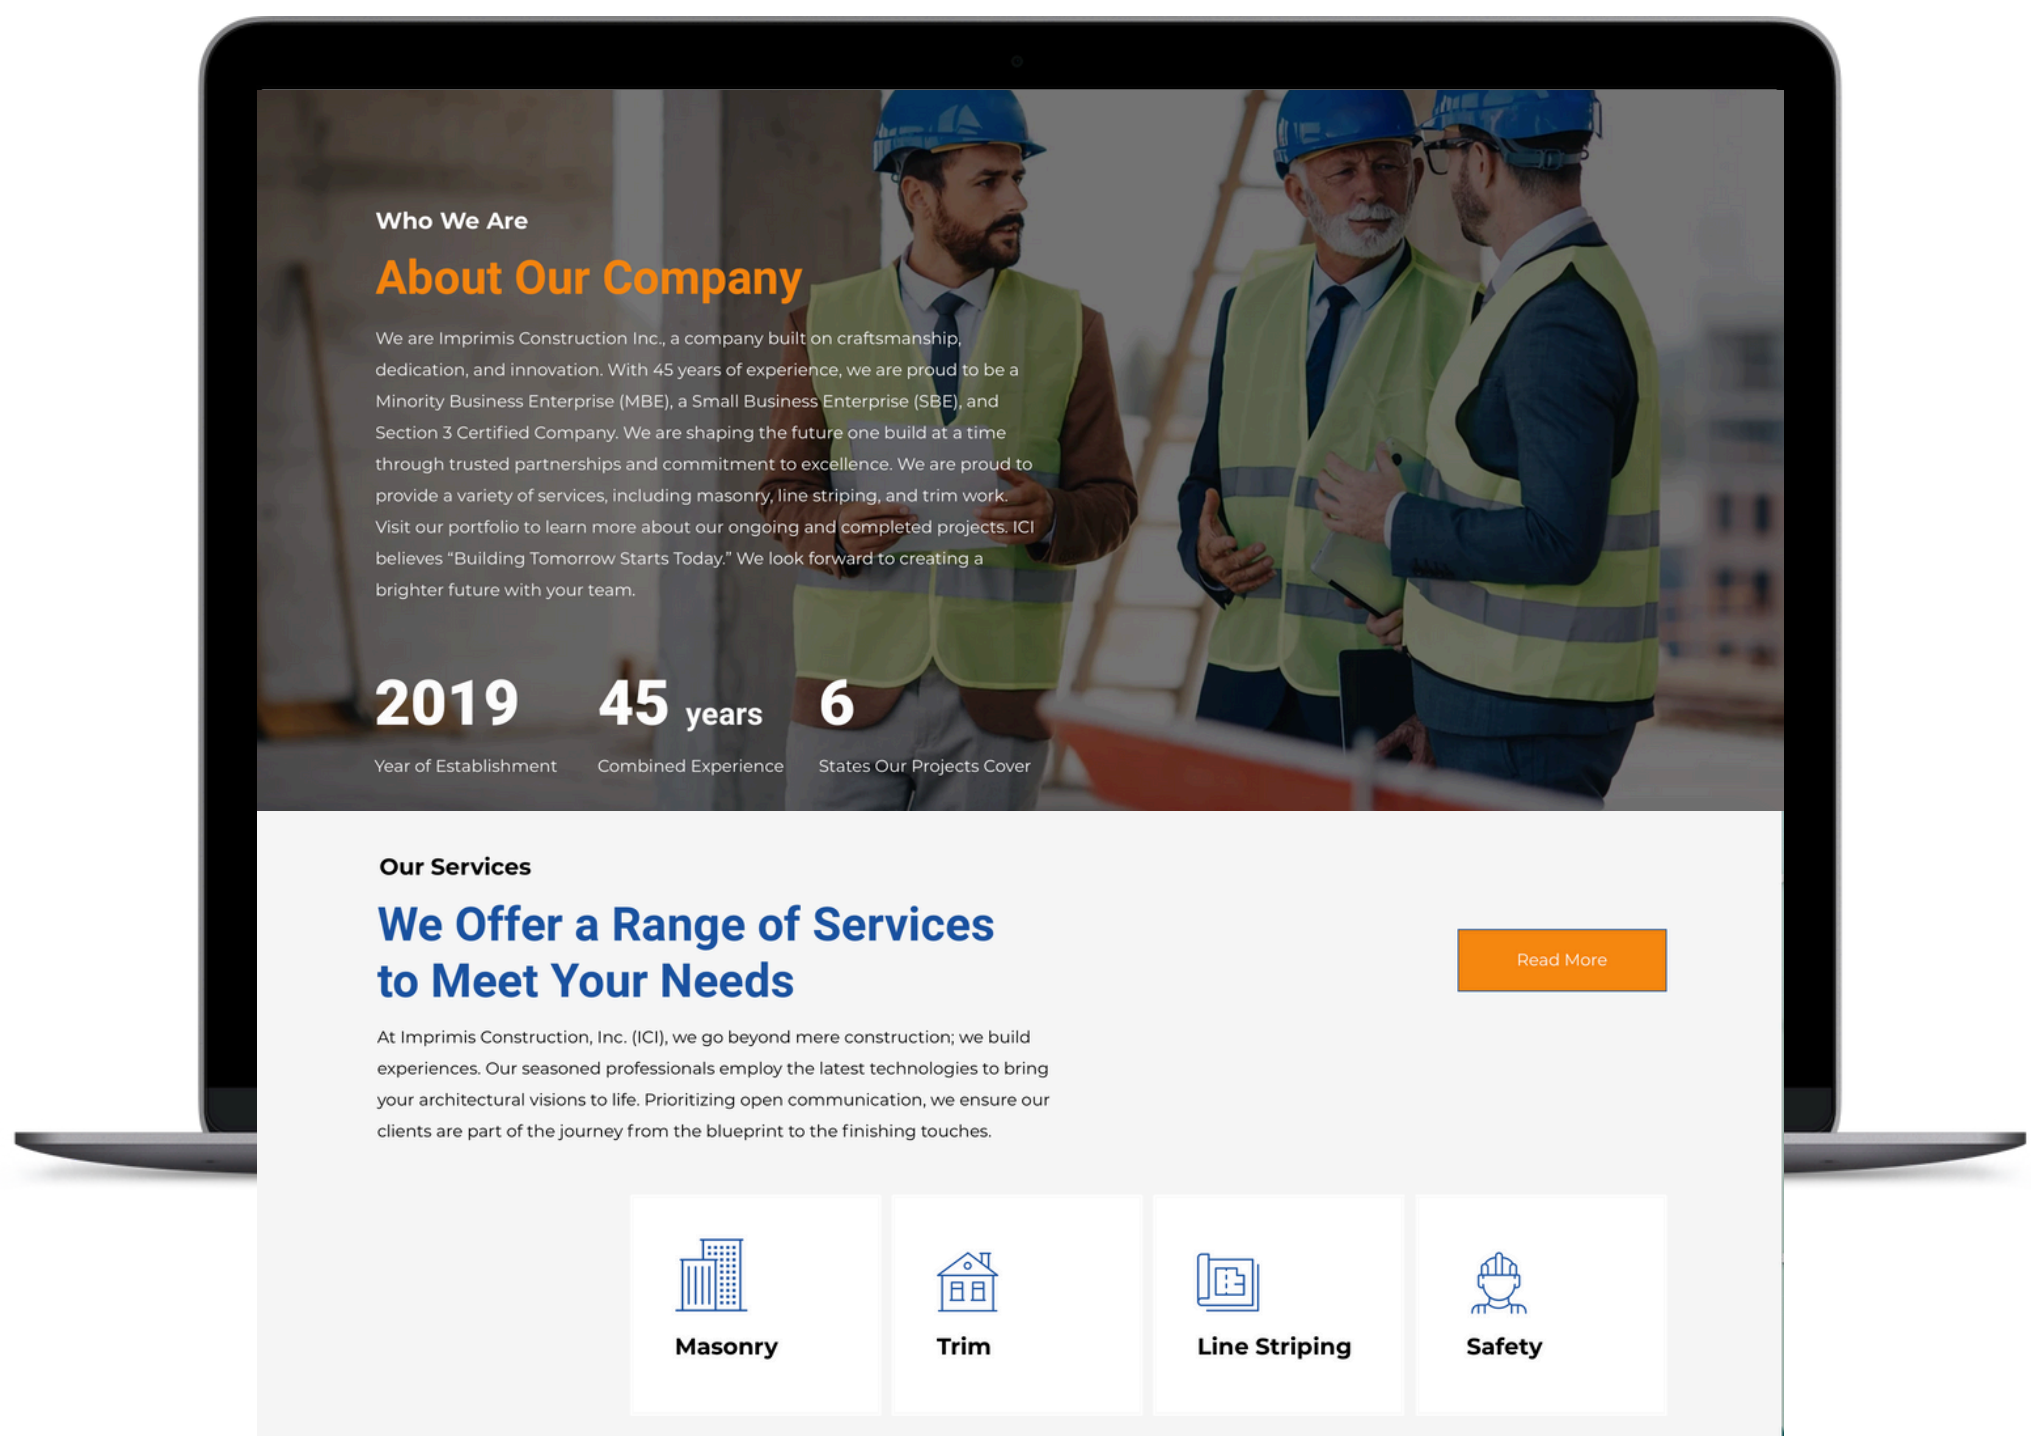 Who We Are
About Our Company
We are Imprimis Construction Inc., a company built on craftsmanship,
dedication, and innovation. With 45 years of experience, we are proud to be a
Minority Business Enterprise (MBE), a Small Business Enterprise (SBE), and
Section 3 Certified Company. We are shaping the future one build at a time
through trusted partnerships and commitment to excellence. We are proud to
provide a variety of services, including masonry, line striping, and trim work.
Visit our portfolio to learn more about our ongoing and completed projects. ICI
believes “Building Tomorrow Starts Today.” We look forward to creating a
brighter future with your team.
2019
Year of Establishment
45 years
Combined Experience
6
States Our Projects Cover
Our Services
We Offer a Range of Services
to Meet Your Needs
Read More
At Imprimis Construction, Inc. (ICI), we go beyond mere construction; we build
experiences. Our seasoned professionals employ the latest technologies to bring
your architectural visions to life. Prioritizing open communication, we ensure our
clients are part of the journey from the blueprint to the finishing touches.
Masonry
Trim
Line Striping
Safety